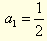 a₁ = 1/2